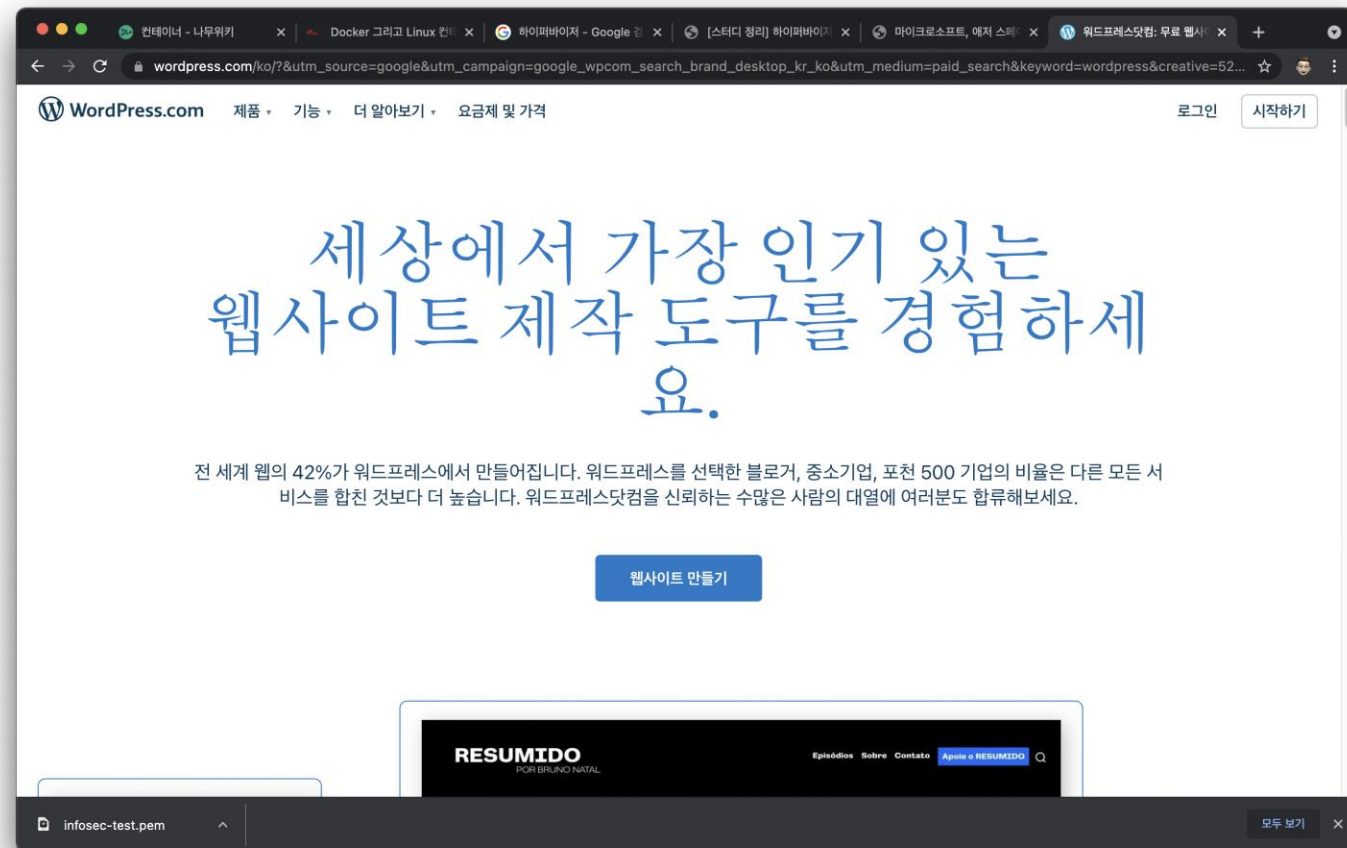 컨테이너 - 나무위키
Docker 그리고 Linux 컨테
하이퍼바이저 - Google 검
[스터디 정리] 하이퍼바이저
마이크로소프트, 애저 스페
워드프레스닷컴: 무료 웹사이
wordpress.com/ko/?&utm_source=google&utm_campaign=google_wpcom_search_brand_desktop_kr_ko&utm_medium=paid_search&keyword=wordpress&creative=52...
WordPress.com 제품 기능 더 알아보기 요금제 및 가격 로그인 시작하기
세상에서 가장 인기 있는
웹사이트 제작 도구를 경험하세
요.
전 세계 웹의 42%가 워드프레스에서 만들어집니다. 워드프레스를 선택한 블로거, 중소기업, 포천 500 기업의 비율은 다른 모든 서
비스를 합친 것보다 더 높습니다. 워드프레스닷컴을 신뢰하는 수많은 사람의 대열에 여러분도 합류해보세요.
웹사이트 만들기
RESUMIDO Episódios Sobre Contato Apoie o RESUMIDO
POR BRUNO NATAL
infosec-test.pem 모두 보기